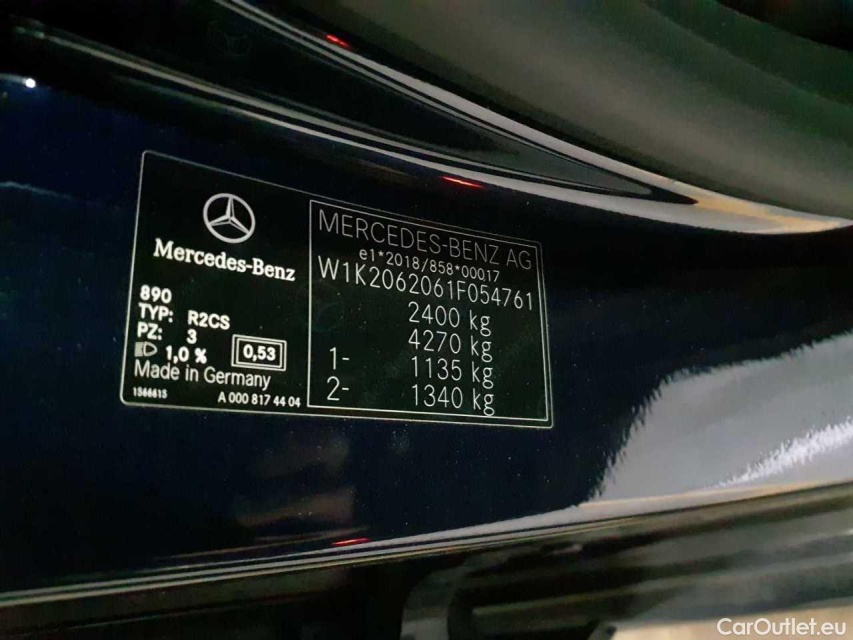 Mercedes-Benz
890
TYP: R2CS
PZ: 3
1,0 % 0,53
Made in Germany
1566615 A 000 817 44 04
MERCEDES-BENZ AG
e1*2018/858*00017
W1K2062061F054761
2400 kg
4270 kg
1- 1135 kg
2- 1340 kg
CarOutlet.eu